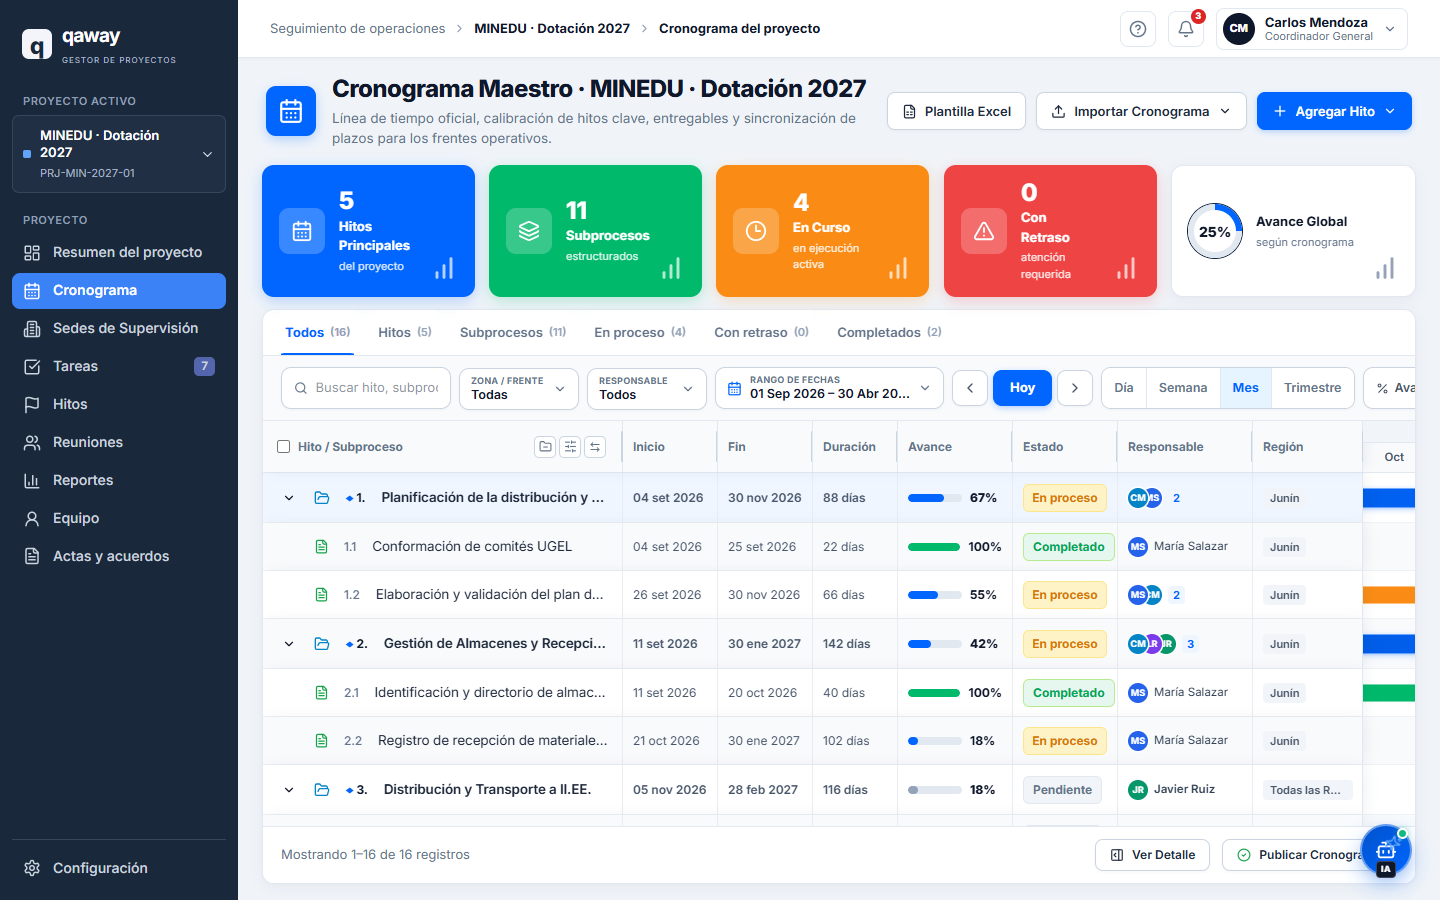 qaway
GESTOR DE PROYECTOS
PROYECTO ACTIVO
MINEDU · Dotación 2027
PRJ-MIN-2027-01
PROYECTO
Resumen del proyecto
Cronograma
Sedes de Supervisión
Tareas 7
Hitos
Reuniones
Reportes
Equipo
Actas y acuerdos
Configuración
Seguimiento de operaciones > MINEDU · Dotación 2027 > Cronograma del proyecto
3
CM
Carlos Mendoza
Coordinador General
Cronograma Maestro · MINEDU · Dotación 2027
Línea de tiempo oficial, calibración de hitos clave, entregables y sincronización de
plazos para los frentes operativos.
Plantilla Excel
Importar Cronograma
Agregar Hito
5
Hitos
Principales
del proyecto
11
Subprocesos
estructurados
4
En Curso
en ejecución
activa
0
Con
Retraso
atención
requerida
25%
Avance Global
según cronograma
Todos (16) Hitos (5) Subprocesos (11) En proceso (4) Con retraso (0) Completados (2)
Buscar hito, subproc
ZONA / FRENTE
Todas
RESPONSABLE
Todos
RANGO DE FECHAS
01 Sep 2026 – 30 Abr 20...
Hoy
Día Semana Mes Trimestre
% Ava
Hito / Subproceso Inicio Fin Duración Avance Estado Responsable Región Oct
1. Planificación de la distribución y ... 04 set 2026 30 nov 2026 88 días 67% En proceso CM MS 2 Junín
1.1 Conformación de comités UGEL 04 set 2026 25 set 2026 22 días 100% Completado MS María Salazar Junín
1.2 Elaboración y validación del plan d... 26 set 2026 30 nov 2026 66 días 55% En proceso MS CM 2 Junín
2. Gestión de Almacenes y Recepci... 11 set 2026 30 ene 2027 142 días 42% En proceso CM LR JR 3 Junín
2.1 Identificación y directorio de almac... 11 set 2026 20 oct 2026 40 días 100% Completado MS María Salazar Junín
2.2 Registro de recepción de materiale... 21 oct 2026 30 ene 2027 102 días 18% En proceso MS María Salazar Junín
3. Distribución y Transporte a II.EE. 05 nov 2026 28 feb 2027 116 días 18% Pendiente JR Javier Ruiz Todas las R...
Mostrando 1–16 de 16 registros
Ver Detalle
Publicar Cronogra
IA